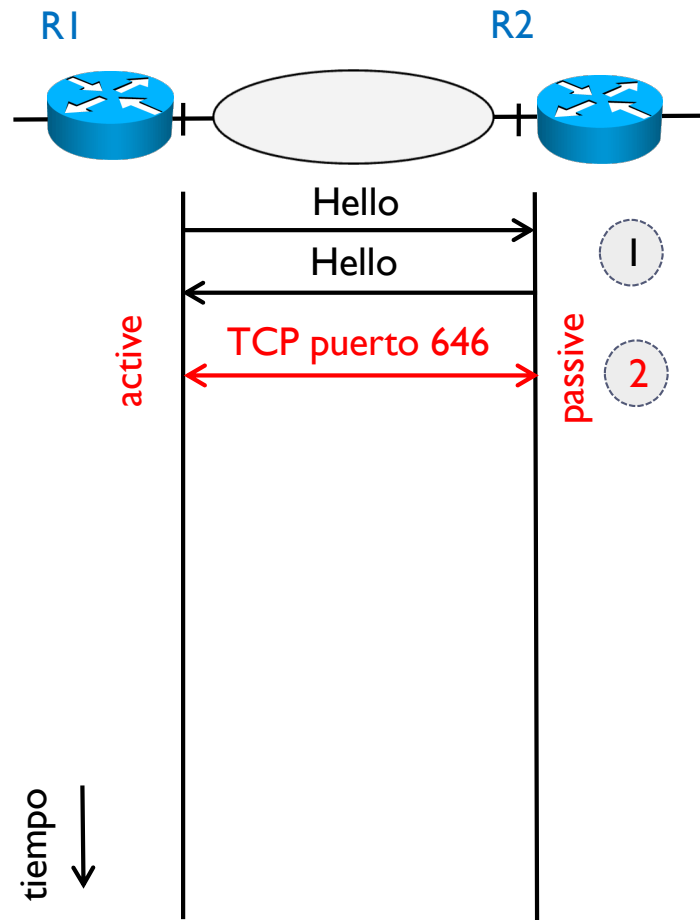 R1
R2
Hello
1
Hello
active
TCP puerto 646
passive
2
tiempo